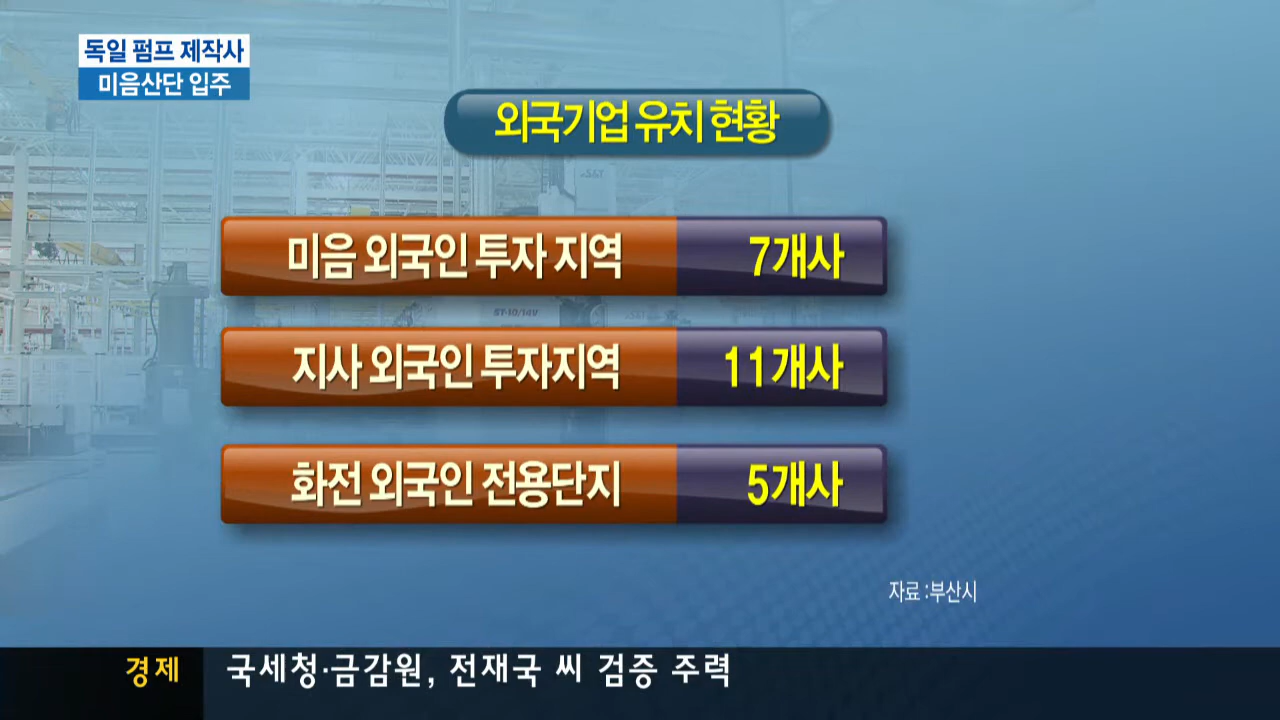 독일 펌프 제작사
미음산단 입주
외국기업 유치 현황
미음 외국인 투자 지역 7개사
지사 외국인 투자지역 11개사
화전 외국인 전용단지 5개사
자료 :부산시
경제 국세청·금감원, 전재국 씨 검증 주력
S&T
ST-10/14V